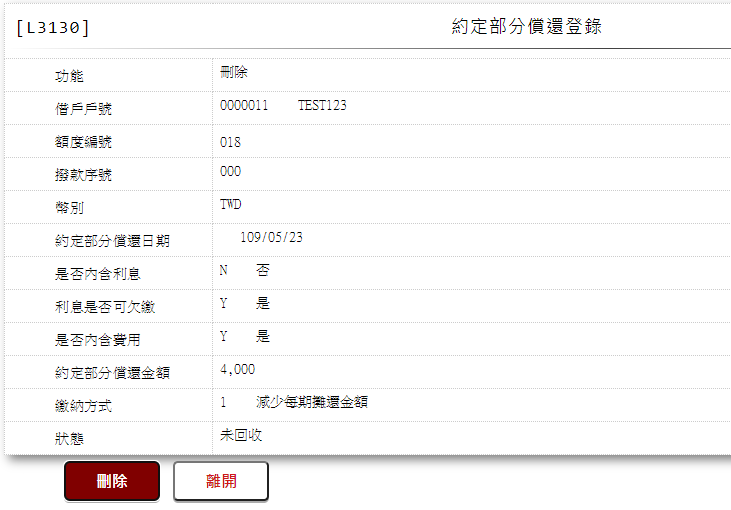 [L3130] 約定部分償還登錄
功能 刪除
借戶戶號 0000011 TEST123
額度編號 018
撥款序號 000
幣別 TWD
約定部分償還日期 109/05/23
是否內含利息 N 否
利息是否可欠繳 Y 是
是否內含費用 Y 是
約定部分償還金額 4,000
繳納方式 1 減少每期攤還金額
狀態 未回收
刪除 離開